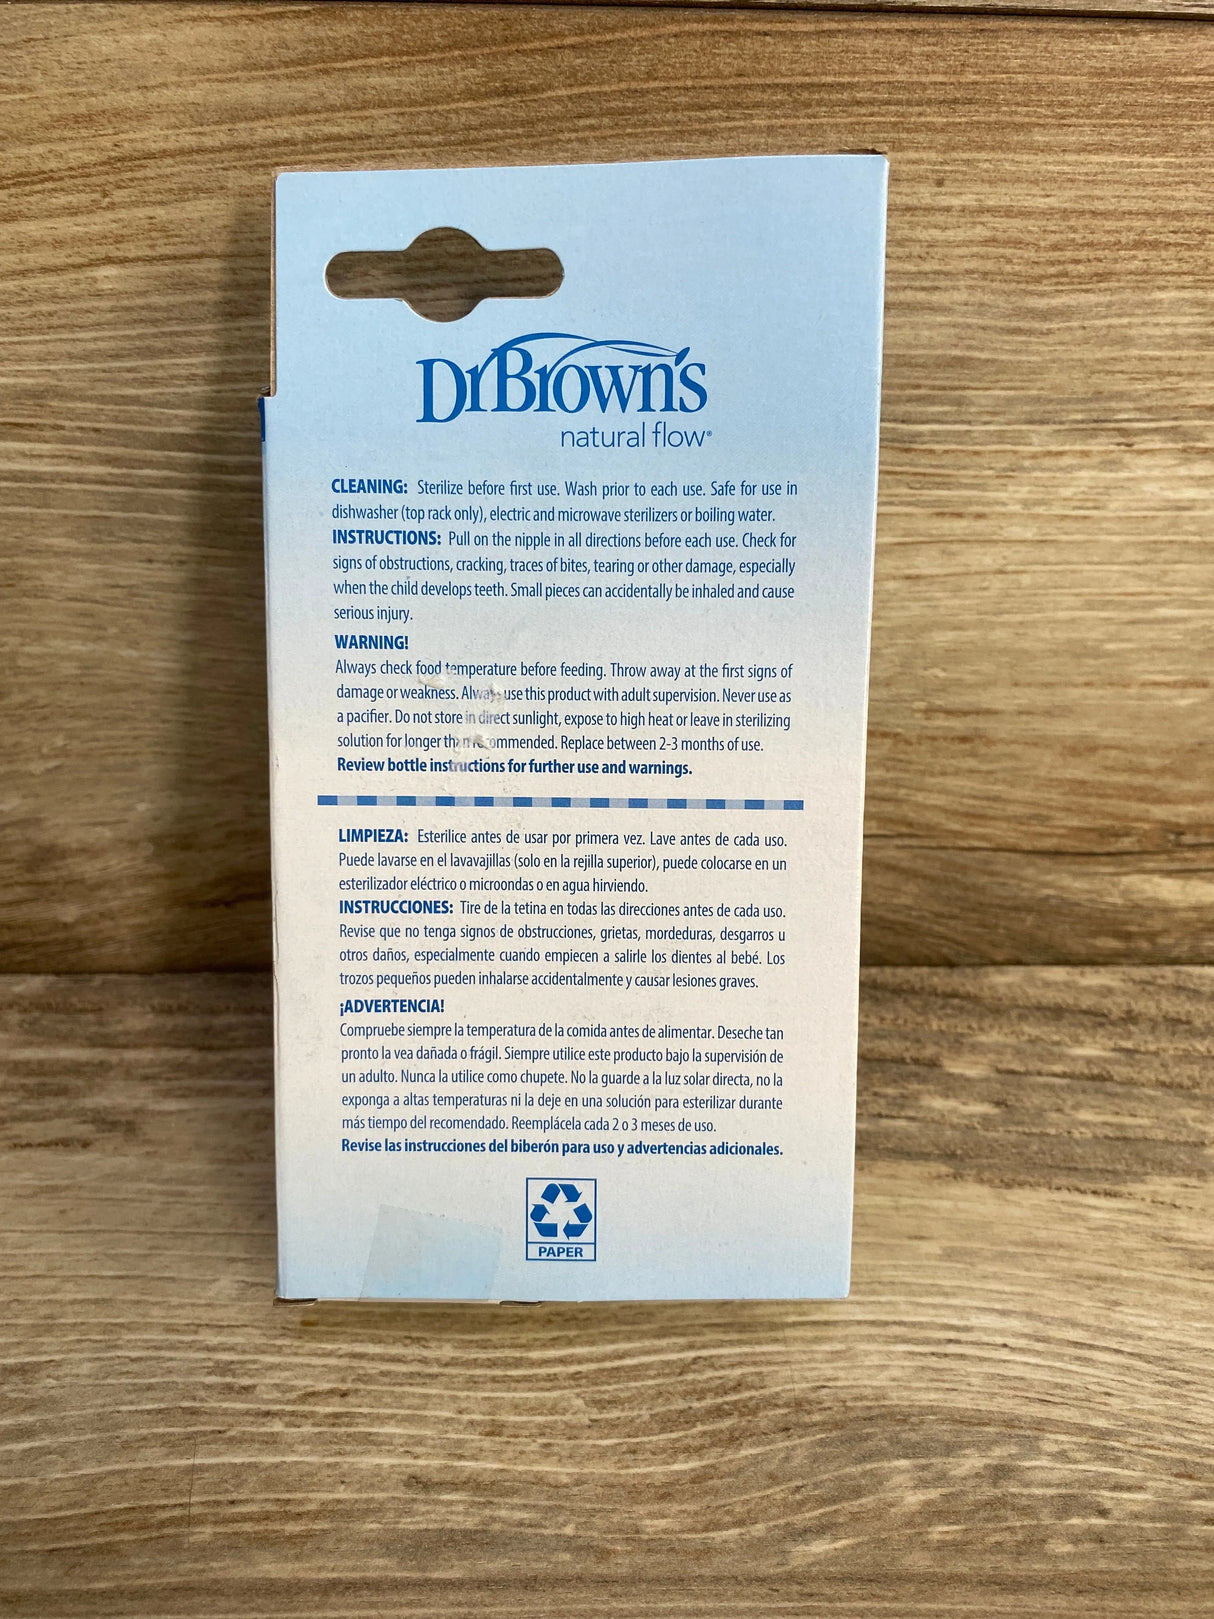 DrBrown's
natural flow®
CLEANING: Sterilize before first use. Wash prior to each use. Safe for use in
dishwasher (top rack only), electric and microwave sterilizers or boiling water.
INSTRUCTIONS: Pull on the nipple in all directions before each use. Check for
signs of obstructions, cracking, traces of bites, tearing or other damage, especially
when the child develops teeth. Small pieces can accidentally be inhaled and cause
serious injury.
WARNING!
Always check food temperature before feeding. Throw away at the first signs of
damage or weakness. Always use this product with adult supervision. Never use as
a pacifier. Do not store in direct sunlight, expose to high heat or leave in sterilizing
solution for longer than recommended. Replace between 2-3 months of use.
Review bottle instructions for further use and warnings.
LIMPIEZA: Esterilice antes de usar por primera vez. Lave antes de cada uso.
Puede lavarse en el lavavajillas (solo en la rejilla superior), puede colocarse en un
esterilizador eléctrico o microondas o en agua hirviendo.
INSTRUCCIONES: Tire de la tetina en todas las direcciones antes de cada uso.
Revise que no tenga signos de obstrucciones, grietas, mordeduras, desgarros u
otros daños, especialmente cuando empiecen a salirle los dientes al bebé. Los
trozos pequeños pueden inhalarse accidentalmente y causar lesiones graves.
¡ADVERTENCIA!
Compruebe siempre la temperatura de la comida antes de alimentar. Deseche tan
pronto la vea dañada o frágil. Siempre utilice este producto bajo la supervisión de
un adulto. Nunca la utilice como chupete. No la guarde a la luz solar directa, no la
exponga a altas temperaturas ni la deje en una solución para esterilizar durante
más tiempo del recomendado. Reemplácela cada 2 o 3 meses de uso.
Revise las instrucciones del biberón para uso y advertencias adicionales.
PAPER